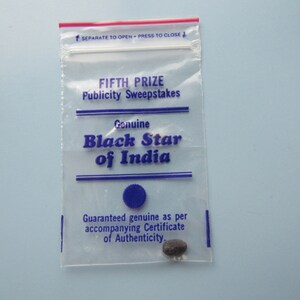 SEPARATE TO OPEN • PRESS TO CLOSE
FIFTH PRIZE
Publicity Sweepstakes
Genuine
Black Star
of India
Guaranteed genuine as per
accompanying Certificate
of Authenticity.